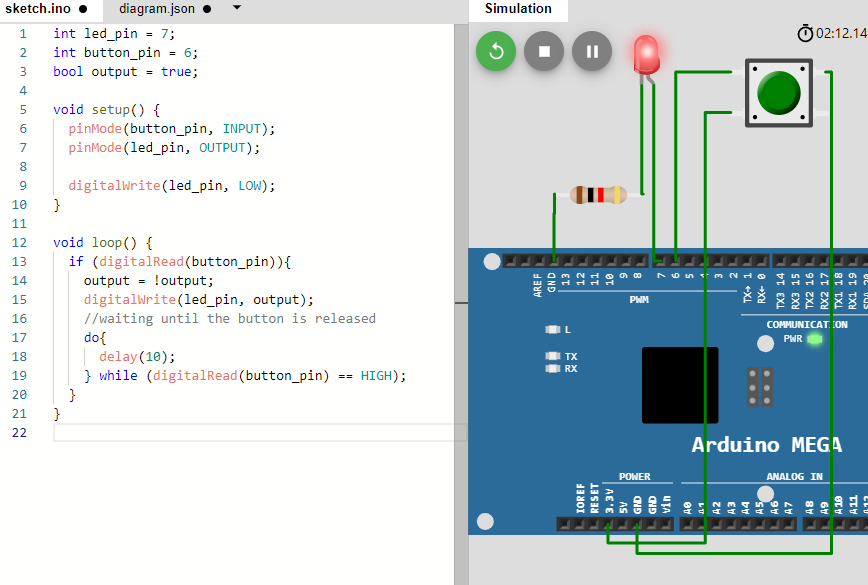 sketch.ino ● diagram.json ● ▾
Simulation
1 int led_pin = 7;
2 int button_pin = 6;
3 bool output = true;
4
5 void setup() {
6   pinMode(button_pin, INPUT);
7   pinMode(led_pin, OUTPUT);
8
9   digitalWrite(led_pin, LOW);
10 }
11
12 void loop() {
13   if (digitalRead(button_pin)){
14     output = !output;
15     digitalWrite(led_pin, output);
16     //waiting until the button is released
17     do{
18       delay(10);
19     } while (digitalRead(button_pin) == HIGH);
20   }
21 }
22
02:12.14
AREF GND 13 12 11 10 9 8 7 6 5 4 3 2 TX→ 1 RX← 0 TX3 14 RX3 15 TX2 16 RX2 17 TX1 18 RX1 19
PWM
COMMUNICATION
L
PWR
TX
RX
Arduino MEGA
POWER
ANALOG IN
IOREF RESET 3.3V 5V GND GND Vin A0 A1 A2 A3 A4 A5 A6 A7 A8 A9 A10 A11